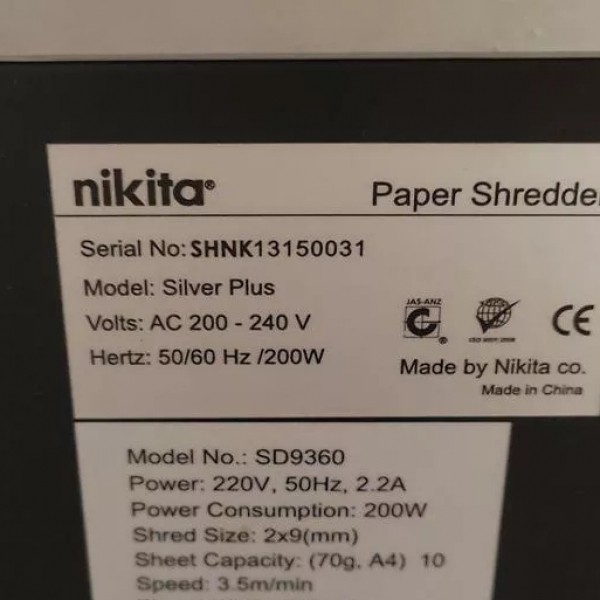 nikita®
Paper Shredde
Serial No: SHNK13150031
Model: Silver Plus
Volts: AC 200 - 240 V
Hertz: 50/60 Hz /200W
JAS-ANZ
C®
CE
Made by Nikita co.
Made in China
Model No.: SD9360
Power: 220V, 50Hz, 2.2A
Power Consumption: 200W
Shred Size: 2x9(mm)
Sheet Capacity: (70g, A4) 10
Speed: 3.5m/min